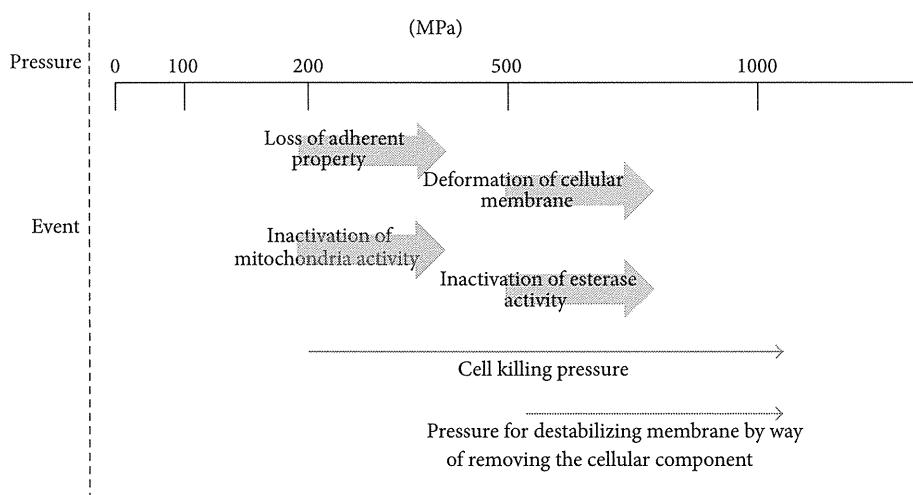 (MPa)
Pressure 0 100 200 500 1000
Loss of adherent
property
Deformation of cellular
membrane
Event
Inactivation of
mitochondria activity
Inactivation of esterase
activity
Cell killing pressure
Pressure for destabilizing membrane by way
of removing the cellular component